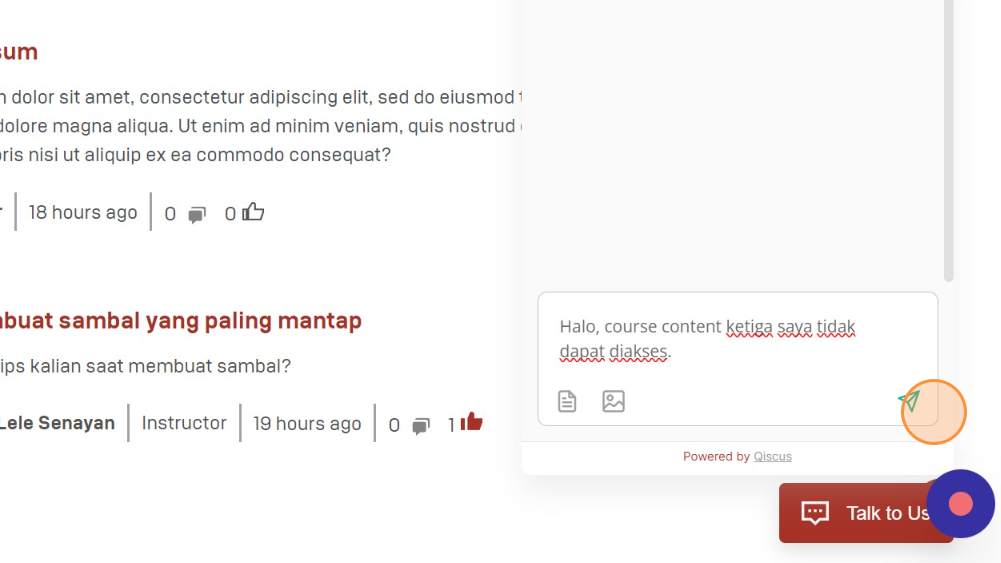 sum
dolor sit amet, consectetur adipiscing elit, sed do eiusmod
dolore magna aliqua. Ut enim ad minim veniam, quis nostrud
oris nisi ut aliquip ex ea commodo consequat?
18 hours ago 0 0
buat sambal yang paling mantap
ips kalian saat membuat sambal?
Lele Senayan Instructor 19 hours ago 0 1
Halo, course content ketiga saya tidak
dapat diakses.
Powered by Qiscus
Talk to Us